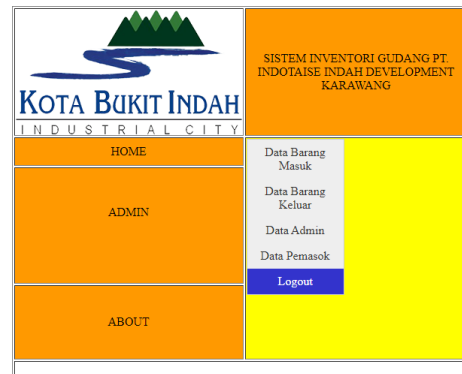 KOTA BUKIT INDAH
INDUSTRIAL CITY
SISTEM INVENTORI GUDANG PT.
INDOTAISE INDAH DEVELOPMENT
KARAWANG
HOME
ADMIN
ABOUT
Data Barang
Masuk
Data Barang
Keluar
Data Admin
Data Pemasok
Logout